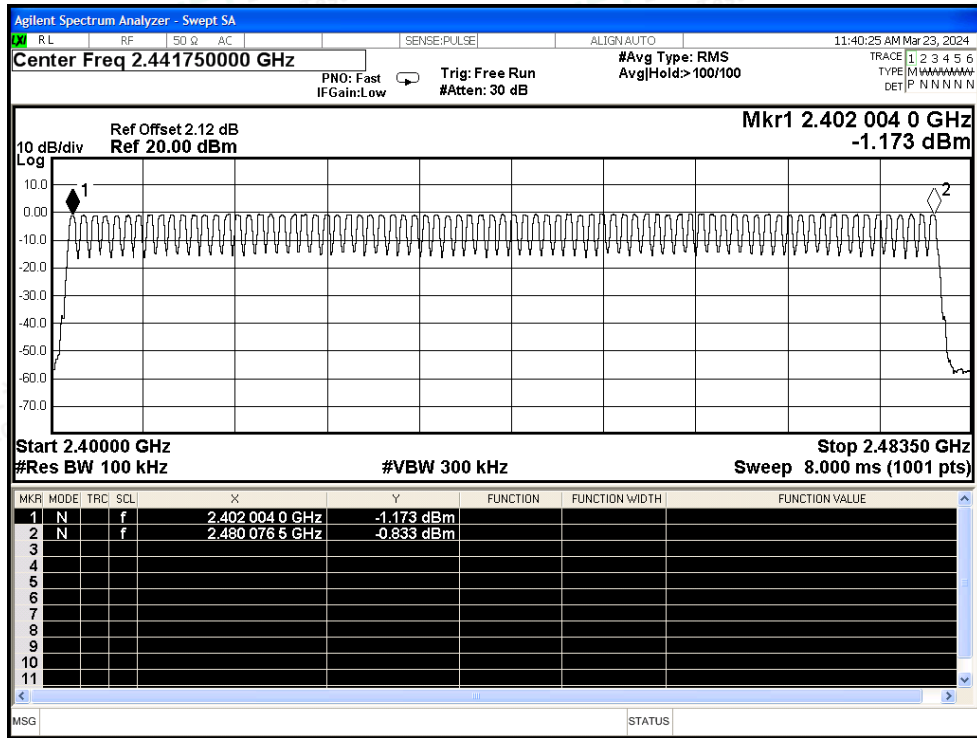 Agilent Spectrum Analyzer - Swept SA
LXI RL RF 50 Ω AC SENSE:PULSE ALIGN AUTO 11:40:25 AM Mar 23, 2024
Center Freq 2.441750000 GHz
PNO: Fast
IFGain:Low
Trig: Free Run
#Atten: 30 dB
#Avg Type: RMS
Avg|Hold:>100/100
TRACE 1 2 3 4 5 6
TYPE M
DET P N N N N N
Mkr1 2.402 004 0 GHz
-1.173 dBm
Ref Offset 2.12 dB
10 dB/div Ref 20.00 dBm
Log
10.0
0.00
-10.0
-20.0
-30.0
-40.0
-50.0
-60.0
-70.0
1
2
Start 2.40000 GHz Stop 2.48350 GHz
#Res BW 100 kHz #VBW 300 kHz Sweep 8.000 ms (1001 pts)
MKR MODE TRC SCL X Y FUNCTION FUNCTION WIDTH FUNCTION VALUE
1 N f 2.402 004 0 GHz -1.173 dBm
2 N f 2.480 076 5 GHz -0.833 dBm
3
4
5
6
7
8
9
10
11
MSG STATUS